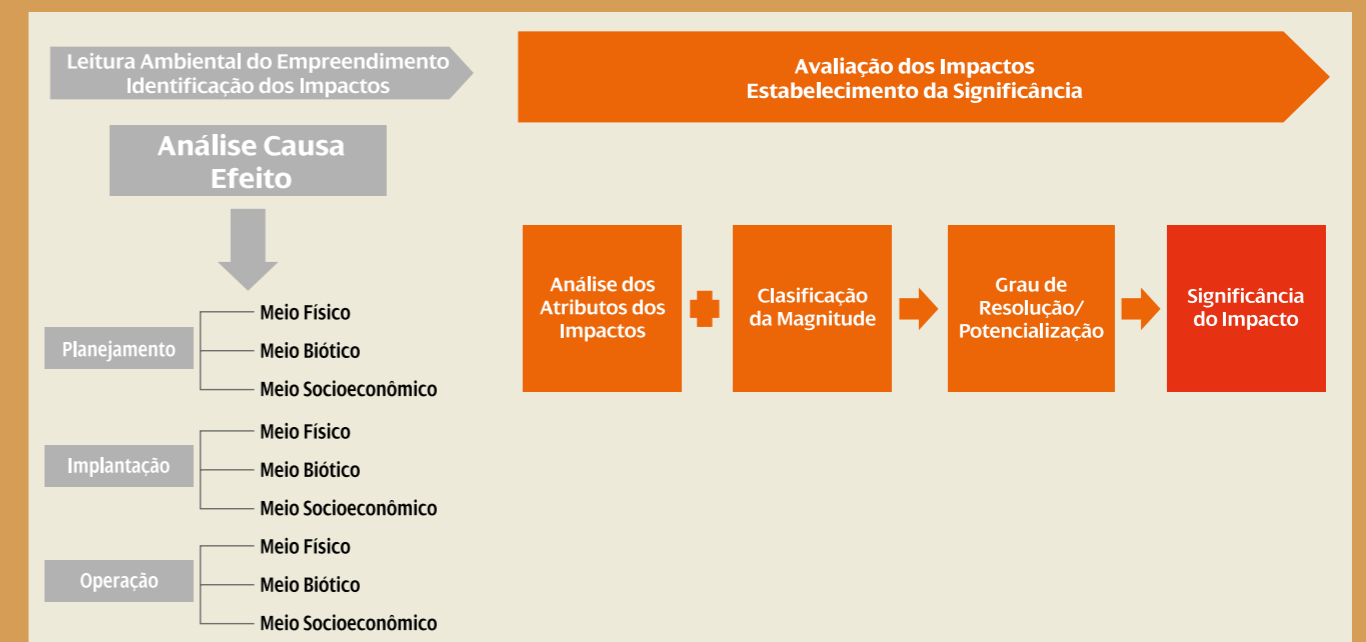 Leitura Ambiental do Empreendimento
Identificação dos Impactos
Avaliação dos Impactos
Estabelecimento da Significância
Análise Causa
Efeito
Planejamento
Meio Físico
Meio Biótico
Meio Socioeconômico
Implantação
Meio Físico
Meio Biótico
Meio Socioeconômico
Operação
Meio Físico
Meio Biótico
Meio Socioeconômico
Análise dos
Atributos dos
Impactos
Clasificação
da Magnitude
Grau de
Resolução/
Potencialização
Significância
do Impacto